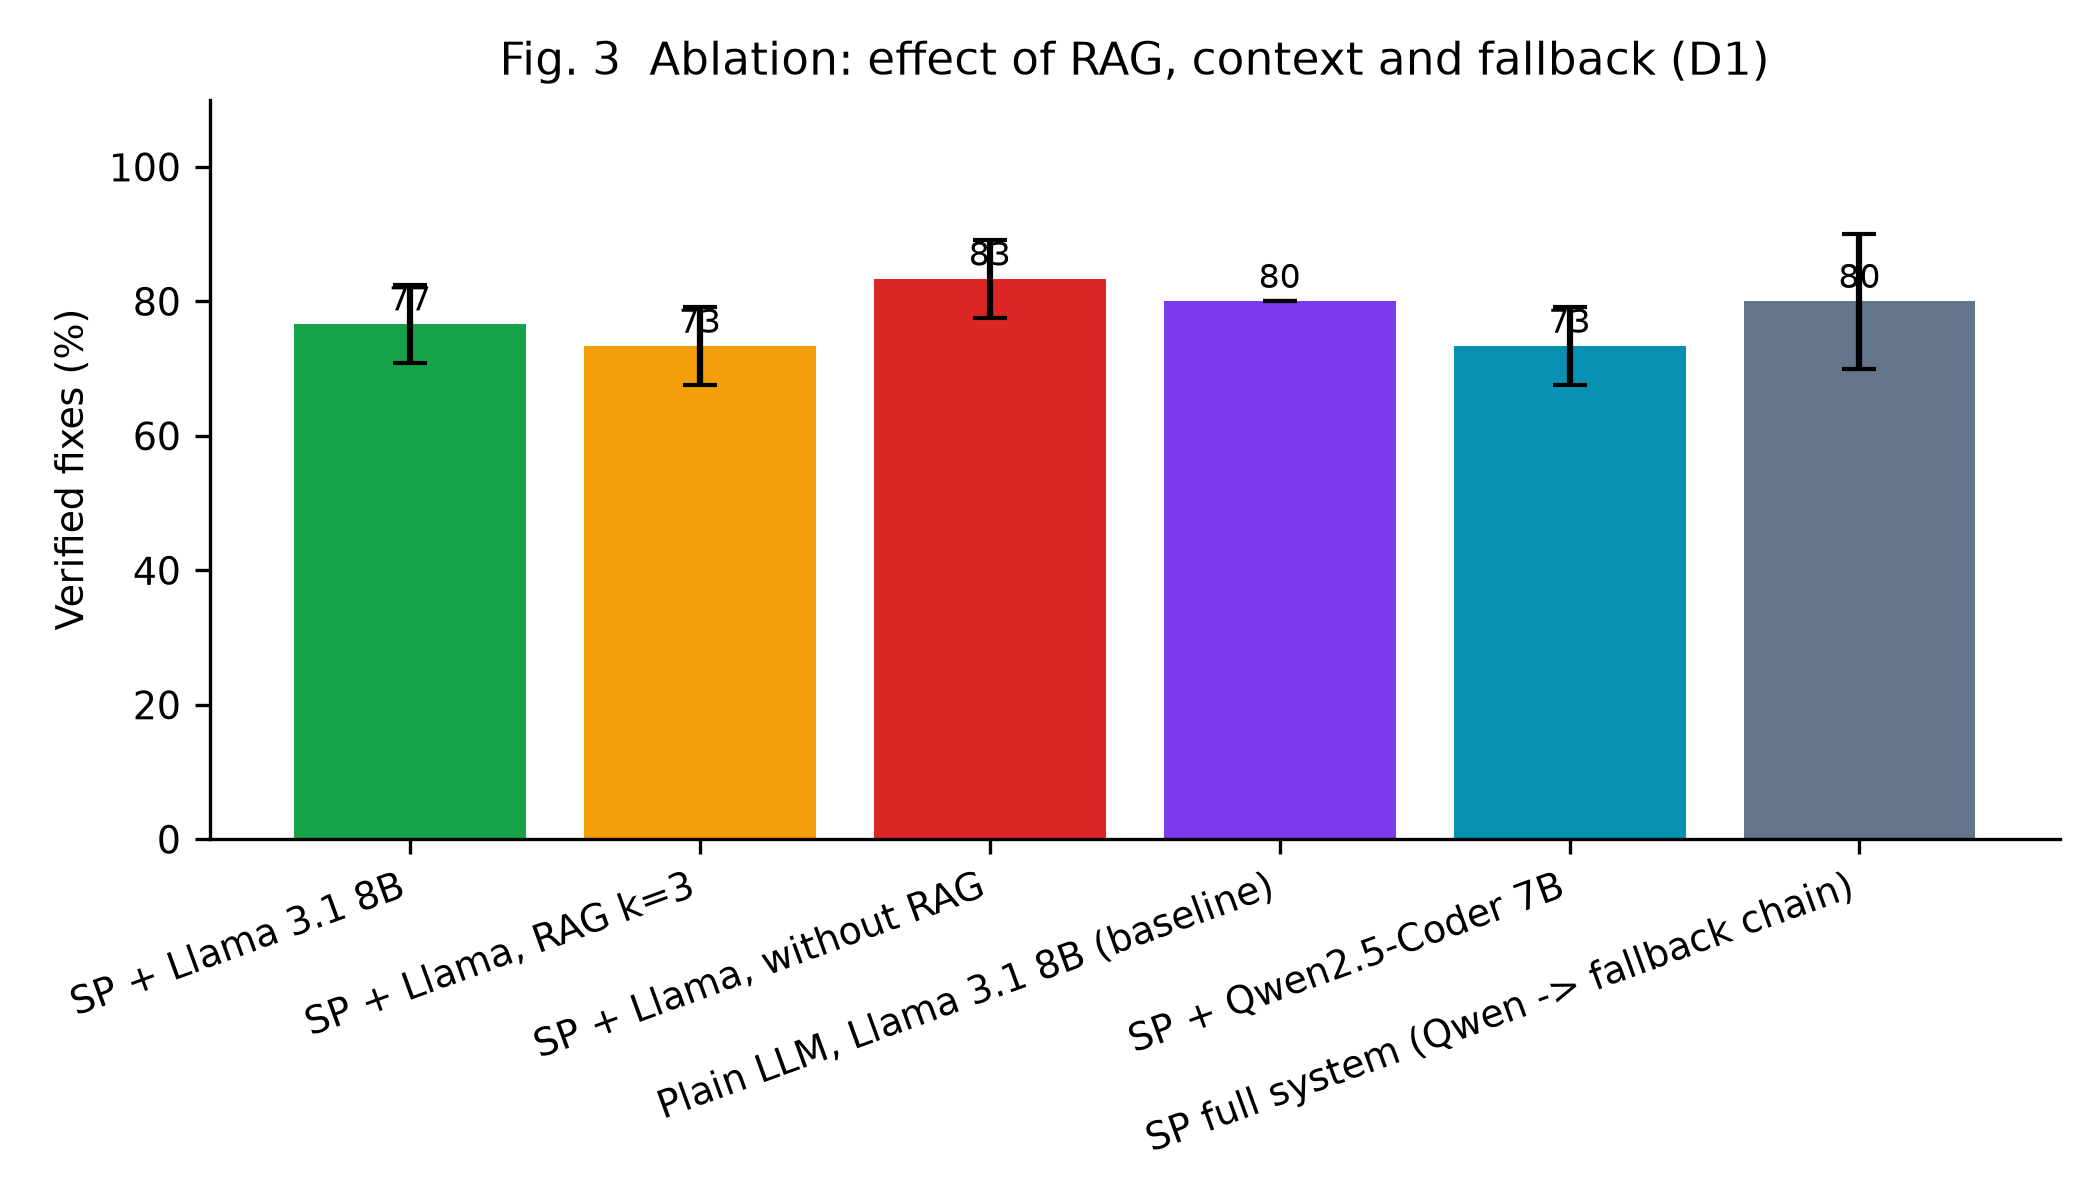 Fig. 3  Ablation: effect of RAG, context and fallback (D1)
Verified fixes (%)
100
80
60
40
20
0
77
73
83
80
73
80
SP + Llama 3.1 8B
SP + Llama, RAG k=3
SP + Llama, without RAG
Plain LLM, Llama 3.1 8B (baseline)
SP + Qwen2.5-Coder 7B
SP full system (Qwen -> fallback chain)